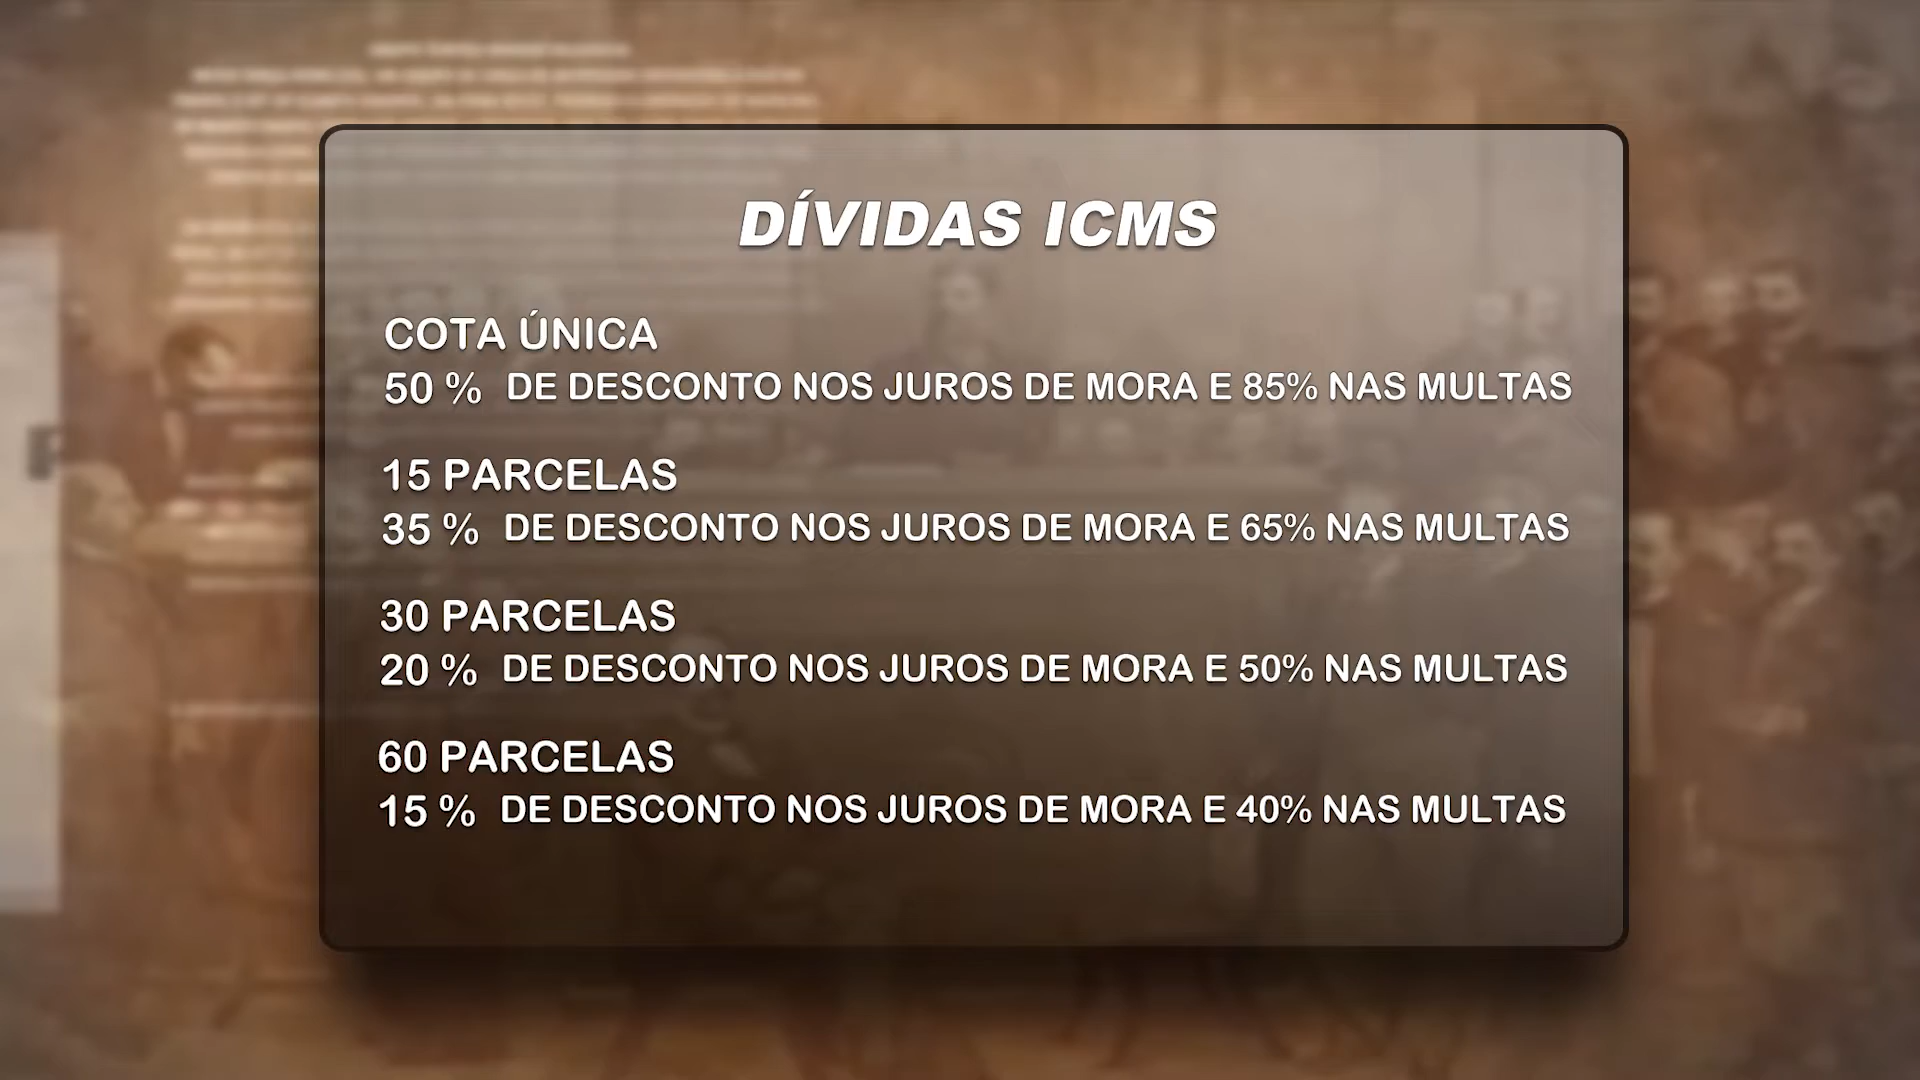 DÍVIDAS ICMS
COTA ÚNICA
50 % DE DESCONTO NOS JUROS DE MORA E 85% NAS MULTAS
15 PARCELAS
35 % DE DESCONTO NOS JUROS DE MORA E 65% NAS MULTAS
30 PARCELAS
20 % DE DESCONTO NOS JUROS DE MORA E 50% NAS MULTAS
60 PARCELAS
15 % DE DESCONTO NOS JUROS DE MORA E 40% NAS MULTAS